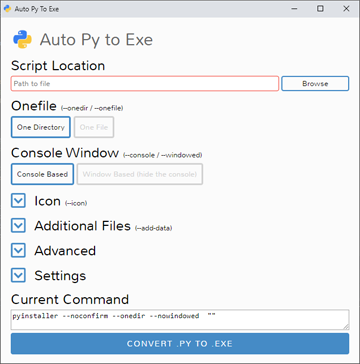 Auto Py To Exe
Auto Py to Exe
Script Location
Path to file
Browse
Onefile (--onedir / --onefile)
One Directory
One File
Console Window (--console / --windowed)
Console Based
Window Based (hide the console)
Icon (--icon)
Additional Files (--add-data)
Advanced
Settings
Current Command
pyinstaller --noconfirm --onedir --nowindowed ""
CONVERT .PY TO .EXE